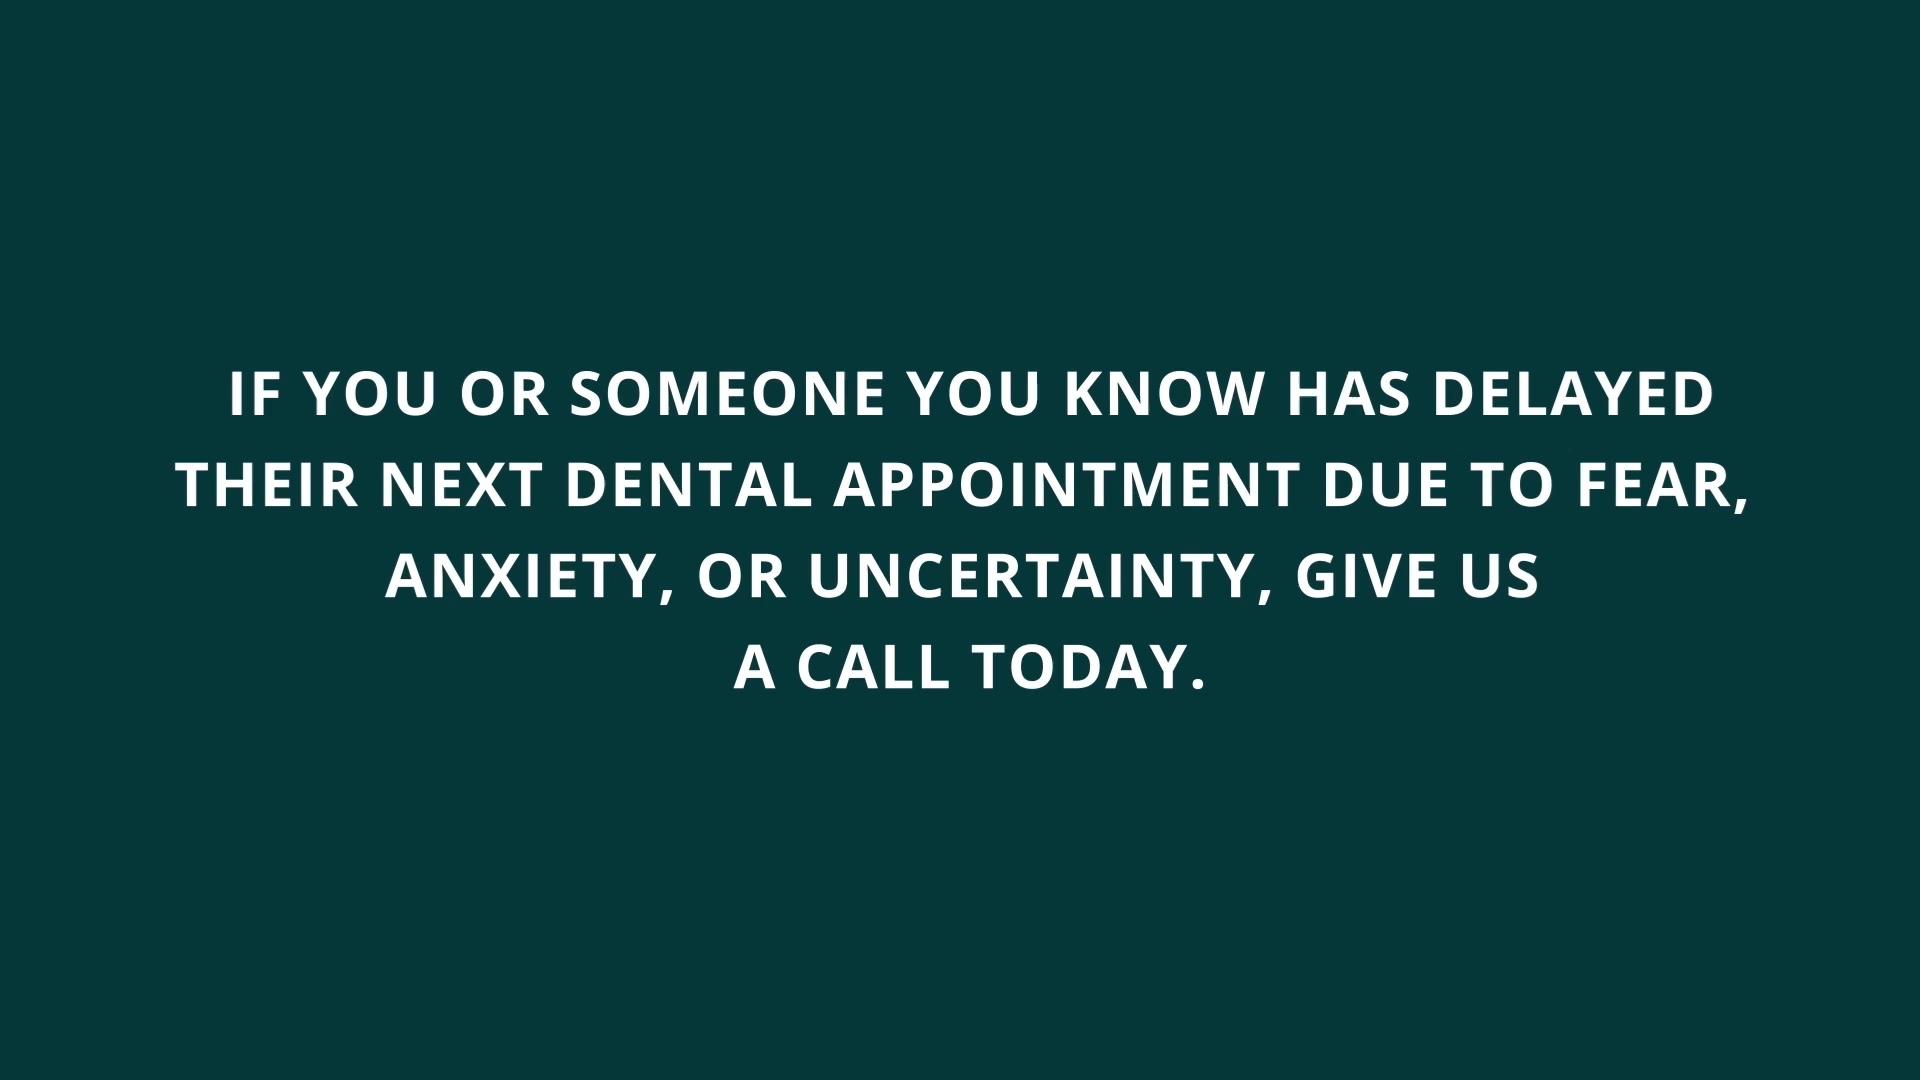 IF YOU OR SOMEONE YOU KNOW HAS DELAYED
THEIR NEXT DENTAL APPOINTMENT DUE TO FEAR,
ANXIETY, OR UNCERTAINTY, GIVE US
A CALL TODAY.